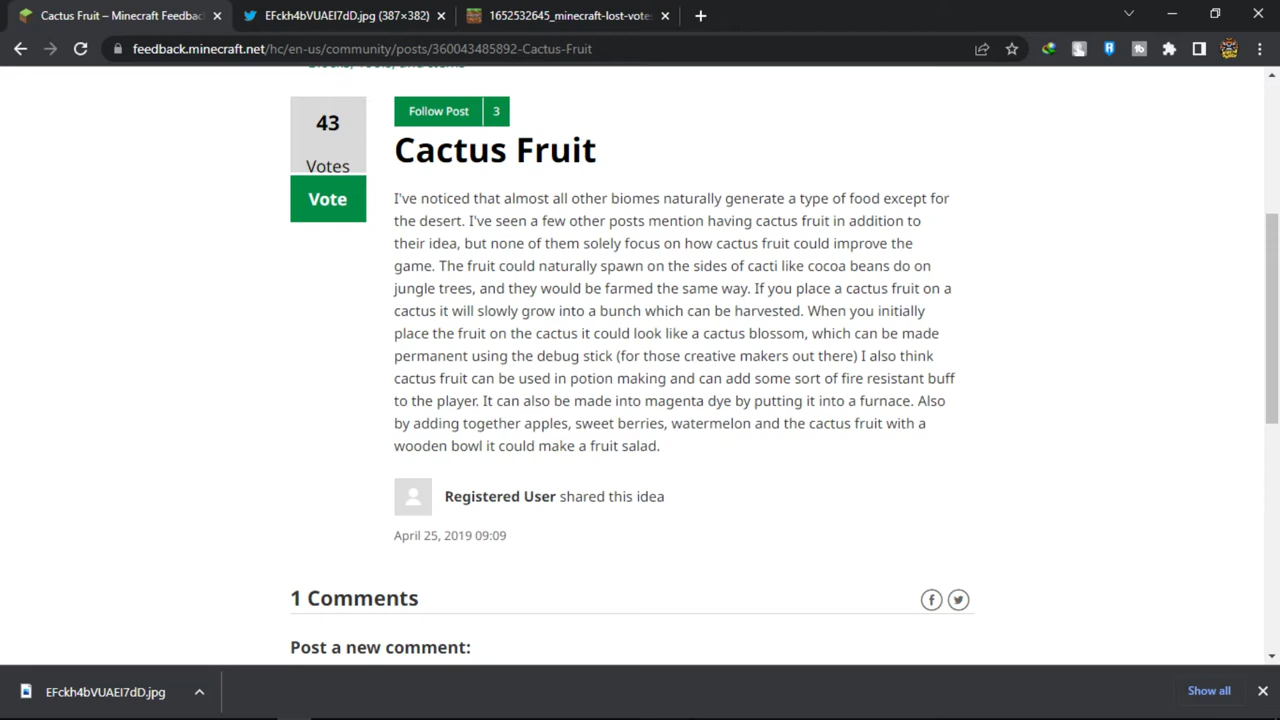 Cactus Fruit – Minecraft Feedbac
EFckh4bVUAEI7dD.jpg (387×382)
1652532645_minecraft-lost-votes
feedback.minecraft.net/hc/en-us/community/posts/360043485892-Cactus-Fruit
Blocks, Tools, and Items
43
Votes
Vote
Follow Post 3
Cactus Fruit
I've noticed that almost all other biomes naturally generate a type of food except for
the desert. I've seen a few other posts mention having cactus fruit in addition to
their idea, but none of them solely focus on how cactus fruit could improve the
game. The fruit could naturally spawn on the sides of cacti like cocoa beans do on
jungle trees, and they would be farmed the same way. If you place a cactus fruit on a
cactus it will slowly grow into a bunch which can be harvested. When you initially
place the fruit on the cactus it could look like a cactus blossom, which can be made
permanent using the debug stick (for those creative makers out there) I also think
cactus fruit can be used in potion making and can add some sort of fire resistant buff
to the player. It can also be made into magenta dye by putting it into a furnace. Also
by adding together apples, sweet berries, watermelon and the cactus fruit with a
wooden bowl it could make a fruit salad.
Registered User shared this idea
April 25, 2019 09:09
1 Comments
Post a new comment:
EFckh4bVUAEI7dD.jpg
Show all